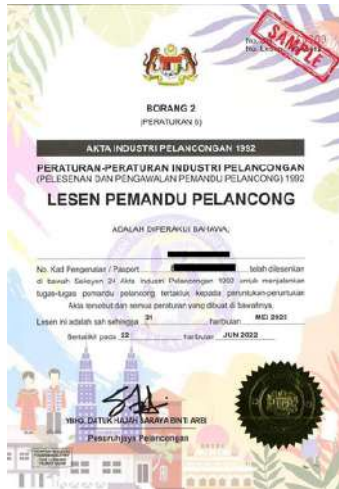 SAMPLE
BORANG 2
(PERATURAN 5)
AKTA INDUSTRI PELANCONGAN 1992
PERATURAN-PERATURAN INDUSTRI PELANCONGAN
(PELESENAN DAN PENGAWALAN PEMANDU PELANCONG) 1992
LESEN PEMANDU PELANCONG
ADALAH DIPERAKUI BAHAWA,
No. Kad Pengenalan / Pasport telah dilesenkan
di bawah Seksyen 21 Akta Industri Pelancongan 1992 untuk menjalankan
tugas-tugas pemandu pelancong tertakluk kepada peruntukan-peruntukan
Akta tersebut dan semua peraturan yang dibuat di bawahnya.
Lesen ini adalah sah sehingga 31 haribulan MEI
Bertarikh pada 22 haribulan JUN 2022
YBHG. DATUK HAJAH SARAYA BINTI ARBI
Pesuruhjaya Pelancongan